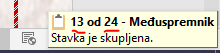 13 od 24 - Međuspremnik
Stavka je skupljena.